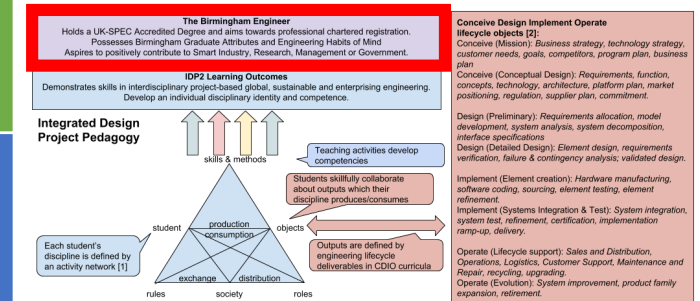 The Birmingham Engineer
Holds a UK-SPEC Accredited Degree and aims towards professional chartered registration.
Possesses Birmingham Graduate Attributes and Engineering Habits of Mind
Aspires to positively contribute to Smart Industry, Research, Management or Government.
IDP2 Learning Outcomes
Demonstrates skills in interdisciplinary project-based global, sustainable and enterprising engineering.
Develop an individual disciplinary identity and competence.
Integrated Design
Project Pedagogy
Teaching activities develop
competencies
skills & methods
Students skillfully collaborate
about outputs which their
discipline produces/consumes
student
production
consumption
objects
Each student's
discipline is defined by
an activity network [1]
Outputs are defined by
engineering lifecycle
deliverables in CDIO curricula
exchange
distribution
rules
society
roles
Conceive Design Implement Operate
lifecycle objects [2]:
Conceive (Mission): Business strategy, technology strategy,
customer needs, goals, competitors, program plan, business
plan
Conceive (Conceptual Design): Requirements, function,
concepts, technology, architecture, platform plan, market
positioning, regulation, supplier plan, commitment.
Design (Preliminary): Requirements allocation, model
development, system analysis, system decomposition,
interface specifications
Design (Detailed Design): Element design, requirements
verification, failure & contingency analysis; validated design.
Implement (Element creation): Hardware manufacturing,
software coding, sourcing, element testing, element
refinement.
Implement (Systems Integration & Test): System integration,
system test, refinement, certification, implementation
ramp-up, delivery.
Operate (Lifecycle support): Sales and Distribution,
Operations, Logistics, Customer Support, Maintenance and
Repair, recycling, upgrading.
Operate (Evolution): System improvement, product family
expansion, retirement.